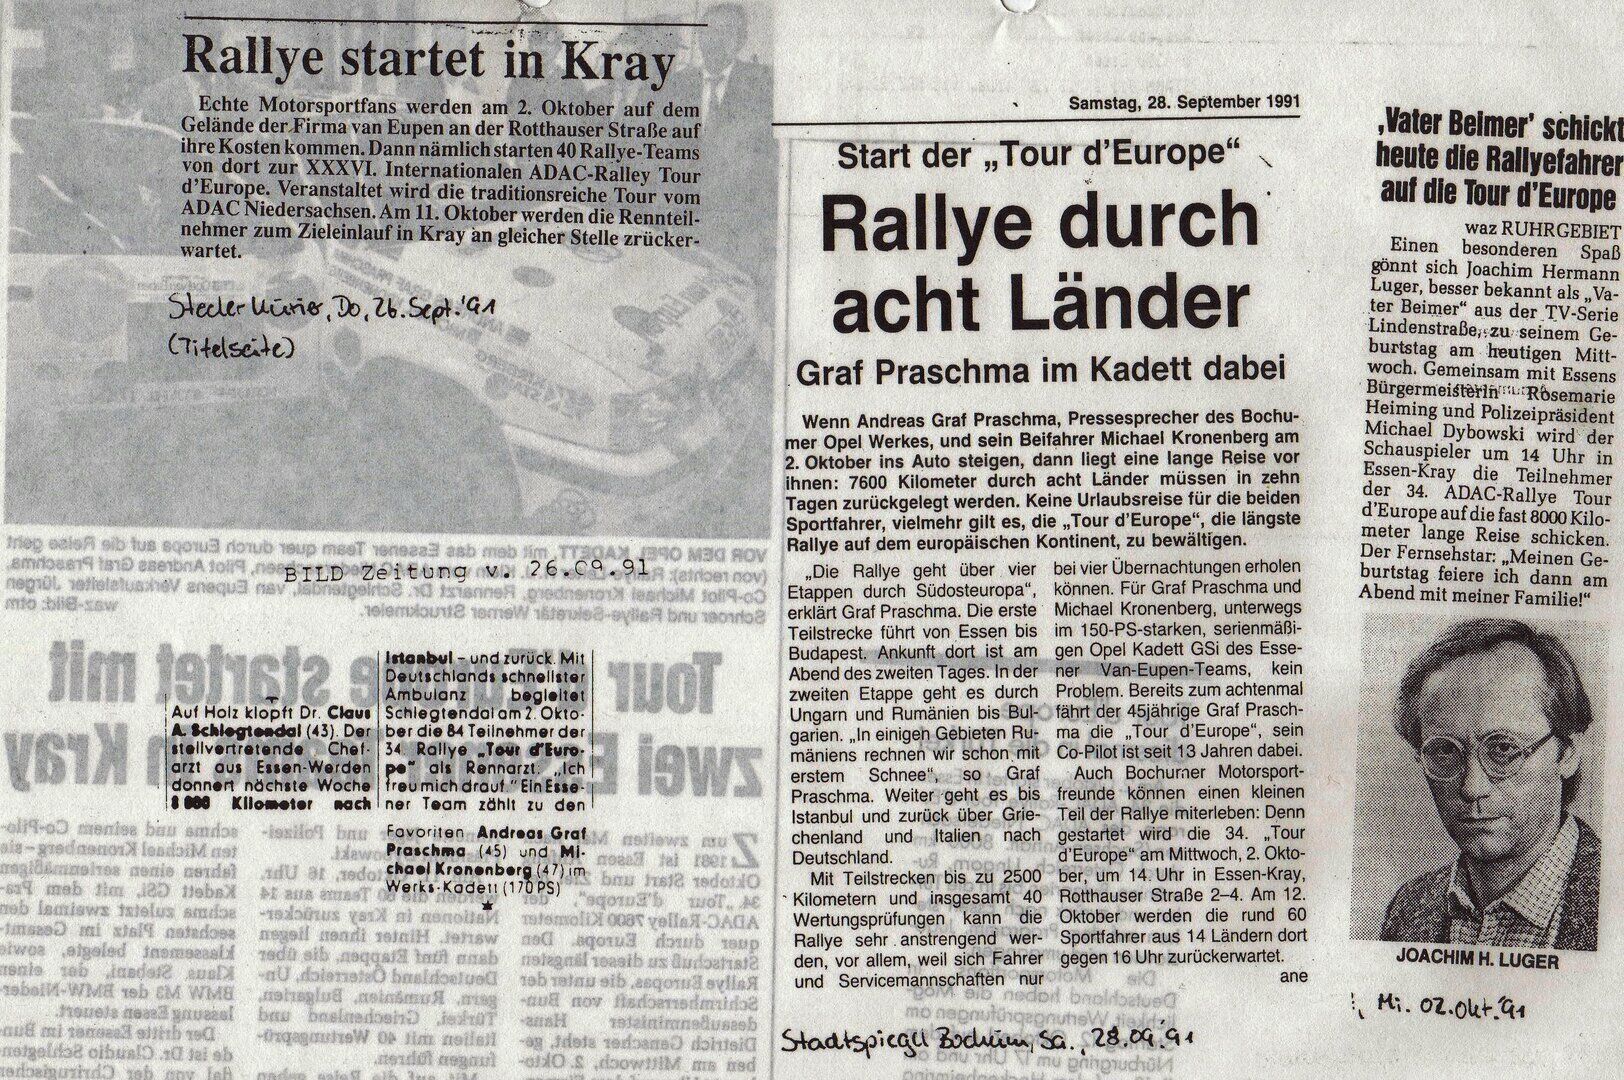 Rallye startet in Kray
Echte Motorsportfans werden am 2. Oktober auf dem
Gelände der Firma van Eupen an der Rotthauser Straße auf
ihre Kosten kommen. Dann nämlich starten 40 Rallye-Teams
von dort zur XXXVI. Internationalen ADAC-Ralley Tour
d'Europe. Veranstaltet wird die traditionsreiche Tour vom
ADAC Niedersachsen. Am 11. Oktober werden die Rennteil-
nehmer zum Zieleinlauf in Kray an gleicher Stelle zrücker-
wartet.
Steeler Kurier, Do, 26. Sept. '91
(Titelseite)
BILD Zeitung v. 26.09.91
Auf Holz klopft Dr. Claus
A. Schlegtendal (43). Der
stellvertretende Chef-
arzt aus Essen-Werden
donnert nächste Woche
8 000 Kilometer nach
Istanbul – und zurück. Mit
Deutschlands schnellster
Ambulanz begleitet
Schlegtendal am 2. Okto-
ber die 84 Teilnehmer der
34. Rallye „Tour d'Euro-
pe" als Rennarzt: „Ich
freu mich drauf." Ein Esse-
ner Team zählt zu den
Favoriten Andreas Graf
Praschma (45) und Mi-
chael Kronenberg (47) im
Werks-Kadett (170 PS)
Samstag, 28. September 1991
Start der „Tour d'Europe“
Rallye durch
acht Länder
Graf Praschma im Kadett dabei
Wenn Andreas Graf Praschma, Pressesprecher des Bochu-
mer Opel Werkes, und sein Beifahrer Michael Kronenberg am
2. Oktober ins Auto steigen, dann liegt eine lange Reise vor
ihnen: 7600 Kilometer durch acht Länder müssen in zehn
Tagen zurückgelegt werden. Keine Urlaubsreise für die beiden
Sportfahrer, vielmehr gilt es, die „Tour d'Europe", die längste
Rallye auf dem europäischen Kontinent, zu bewältigen.
„Die Rallye geht über vier
Etappen durch Südosteuropa",
erklärt Graf Praschma. Die erste
Teilstrecke führt von Essen bis
Budapest. Ankunft dort ist am
Abend des zweiten Tages. In der
zweiten Etappe geht es durch
Ungarn und Rumänien bis Bul-
garien. „In einigen Gebieten Ru-
mäniens rechnen wir schon mit
erstem Schnee", so Graf
Praschma. Weiter geht es bis
Istanbul und zurück über Grie-
chenland und Italien nach
Deutschland.
Mit Teilstrecken bis zu 2500
Kilometern und insgesamt 40
Wertungsprüfungen kann die
Rallye sehr anstrengend wer-
den, vor allem, weil sich Fahrer
und Servicemannschaften nur
bei vier Übernachtungen erholen
können. Für Graf Praschma und
Michael Kronenberg, unterwegs
im 150-PS-starken, serienmäßi-
gen Opel Kadett GSi des Esse-
ner Van-Eupen-Teams, kein
Problem. Bereits zum achtenmal
fährt der 45jährige Graf Prasch-
ma die „Tour d'Europe", sein
Co-Pilot ist seit 13 Jahren dabei.
Auch Bochumer Motorsport-
freunde können einen kleinen
Teil der Rallye miterleben: Denn
gestartet wird die 34. „Tour
d'Europe" am Mittwoch, 2. Okto-
ber, um 14. Uhr in Essen-Kray,
Rotthauser Straße 2–4. Am 12.
Oktober werden die rund 60
Sportfahrer aus 14 Ländern dort
gegen 16 Uhr zurückerwartet.
ane
Stadtspiegel Bochum, Sa., 28.09.'91
‚Vater Beimer' schickt
heute die Rallyefahrer
auf die Tour d'Europe
waz RUHRGEBIET
Einen besonderen Spaß
gönnt sich Joachim Hermann
Luger, besser bekannt als „Va-
ter Beimer" aus der TV-Serie
Lindenstraße, zu seinem Ge-
burtstag am heutigen Mitt-
woch. Gemeinsam mit Essens
Bürgermeisterin Rosemarie
Heiming und Polizeipräsident
Michael Dybowski wird der
Schauspieler um 14 Uhr in
Essen-Kray die Teilnehmer
der 34. ADAC-Rallye Tour
d'Europe auf die fast 8000 Kilo-
meter lange Reise schicken.
Der Fernsehstar: „Meinen Ge-
burtstag feiere ich dann am
Abend mit meiner Familie!"
JOACHIM H. LUGER
Mi. 02.Okt.'91